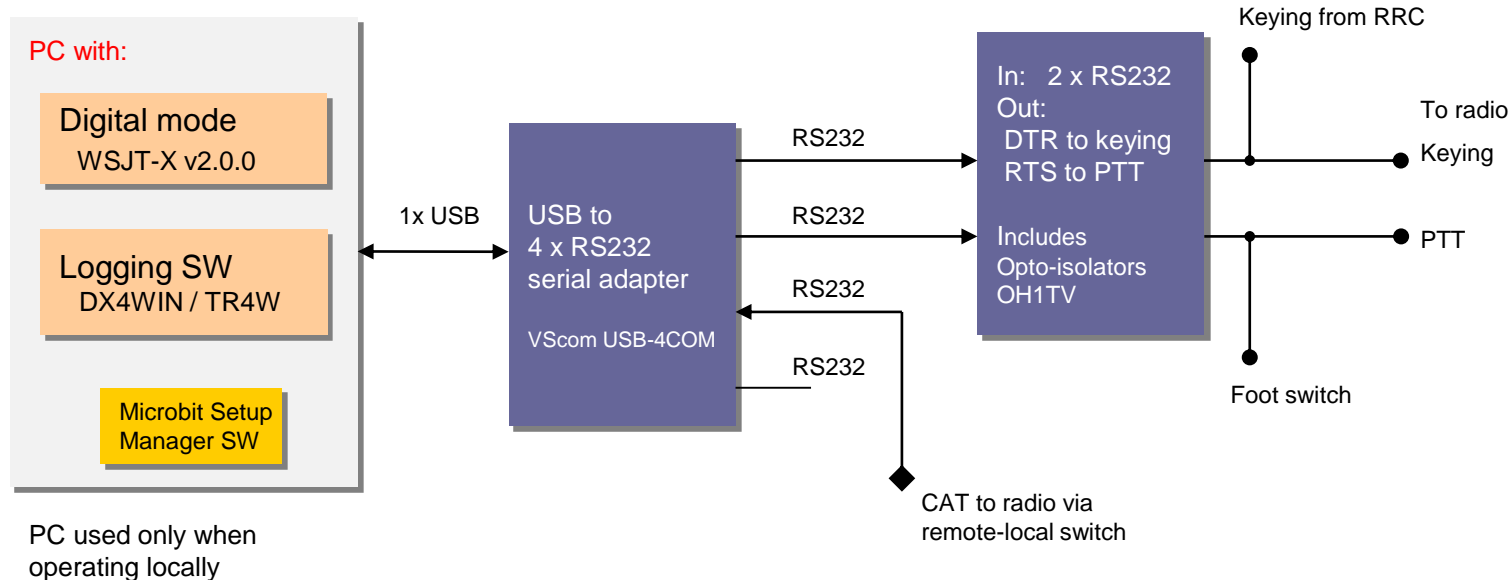 PC with:
Digital mode
WSJT-X v2.0.0
Logging SW
DX4WIN / TR4W
Microbit Setup
Manager SW
PC used only when
operating locally
1x USB
USB to
4 x RS232
serial adapter
VScom USB-4COM
RS232
RS232
RS232
RS232
CAT to radio via
remote-local switch
In: 2 x RS232
Out:
DTR to keying
RTS to PTT
Includes
Opto-isolators
OH1TV
Keying from RRC
To radio
Keying
PTT
Foot switch